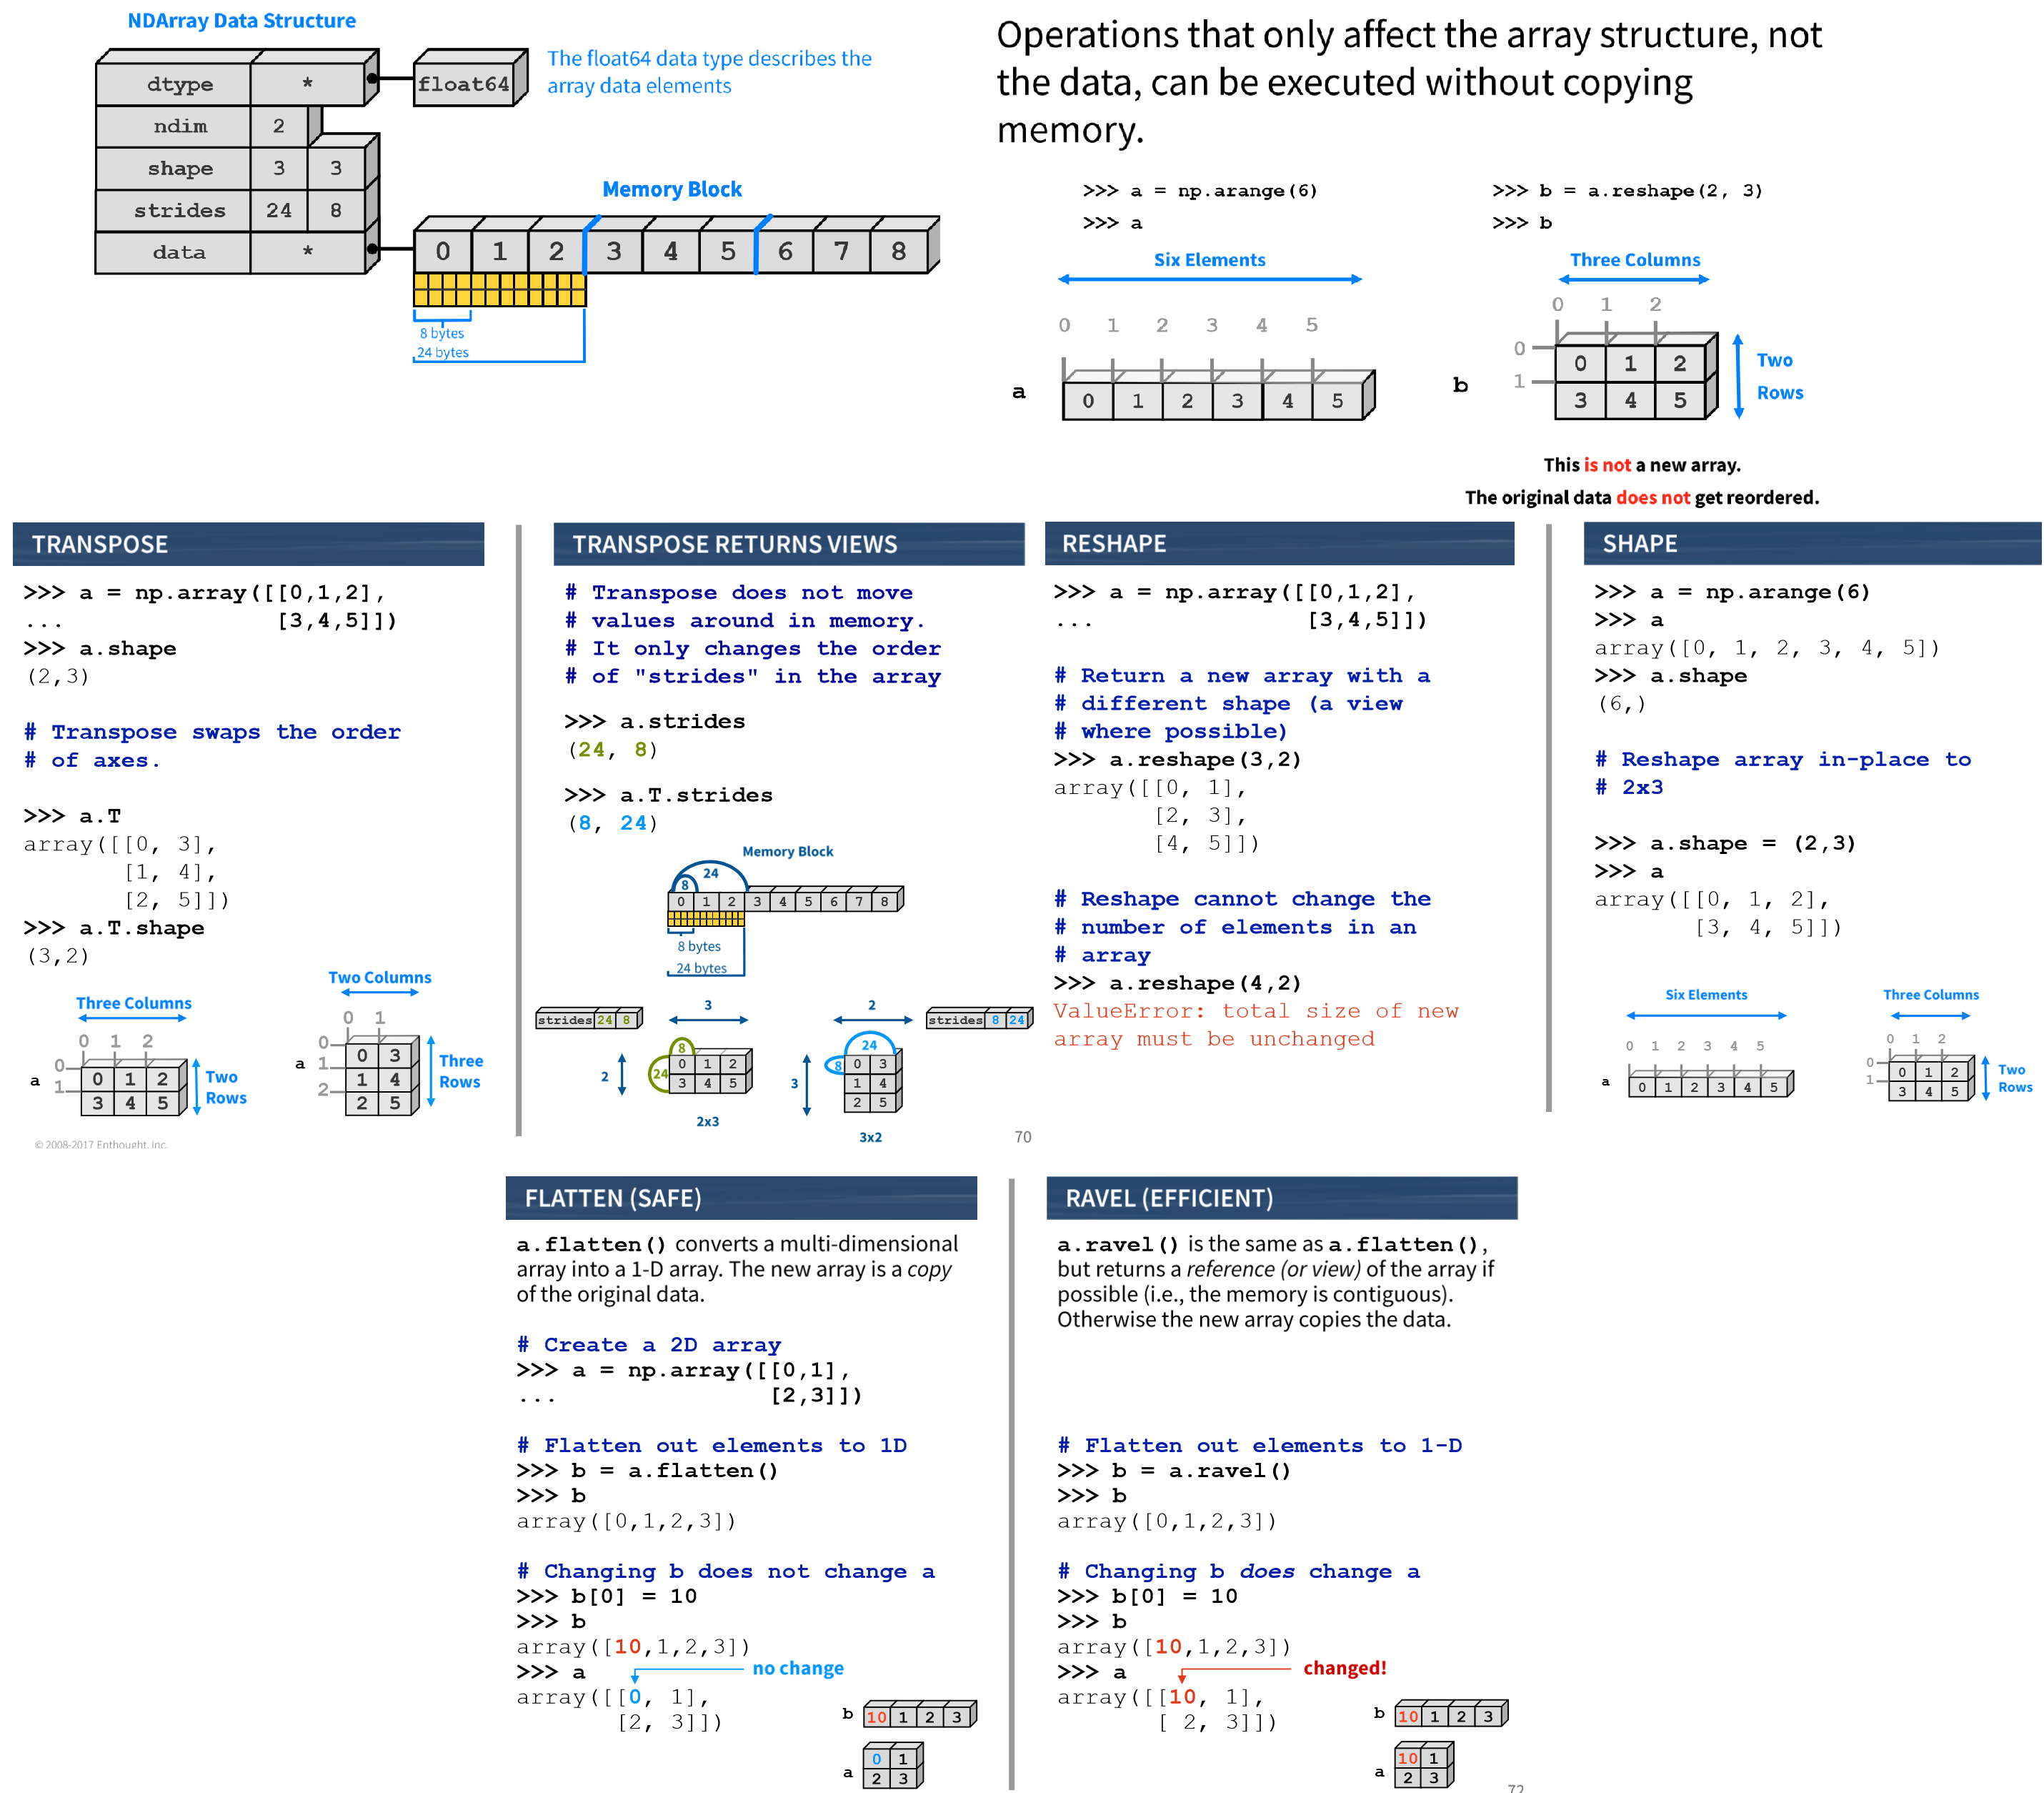 NDArray Data Structure
dtype *
float64
The float64 data type describes the
array data elements
ndim 2
shape 3 3
strides 24 8
data *
Memory Block
0 1 2 3 4 5 6 7 8
8 bytes
24 bytes
Operations that only affect the array structure, not
the data, can be executed without copying
memory.
>>> a = np.arange(6)
>>> a
Six Elements
0 1 2 3 4 5
a
0 1 2 3 4 5
>>> b = a.reshape(2, 3)
>>> b
Three Columns
0 1 2
0
1
b
0 1 2
3 4 5
Two
Rows
This is not a new array.
The original data does not get reordered.
TRANSPOSE
>>> a = np.array([[0,1,2],
... [3,4,5]])
>>> a.shape
(2,3)
# Transpose swaps the order
# of axes.
>>> a.T
array([[0, 3],
[1, 4],
[2, 5]])
>>> a.T.shape
(3,2)
Three Columns
0 1 2
0
1
a
0 1 2
3 4 5
Two
Rows
Two Columns
0 1
0
1
2
a
0 3
1 4
2 5
Three
Rows
© 2008-2017 Enthought, Inc.
TRANSPOSE RETURNS VIEWS
# Transpose does not move
# values around in memory.
# It only changes the order
# of "strides" in the array
>>> a.strides
(24, 8)
>>> a.T.strides
(8, 24)
Memory Block
24
8
0 1 2 3 4 5 6 7 8
8 bytes
24 bytes
strides 24 8
3
8
24
2
0 1 2
3 4 5
2x3
2
strides 8 24
24
8
3
0 3
1 4
2 5
3x2
70
RESHAPE
>>> a = np.array([[0,1,2],
... [3,4,5]])
# Return a new array with a
# different shape (a view
# where possible)
>>> a.reshape(3,2)
array([[0, 1],
[2, 3],
[4, 5]])
# Reshape cannot change the
# number of elements in an
# array
>>> a.reshape(4,2)
ValueError: total size of new
array must be unchanged
SHAPE
>>> a = np.arange(6)
>>> a
array([0, 1, 2, 3, 4, 5])
>>> a.shape
(6,)
# Reshape array in-place to
# 2x3
>>> a.shape = (2,3)
>>> a
array([[0, 1, 2],
[3, 4, 5]])
Six Elements
0 1 2 3 4 5
a
0 1 2 3 4 5
Three Columns
0 1 2
0
1
0 1 2
3 4 5
Two
Rows
FLATTEN (SAFE)
a.flatten() converts a multi-dimensional
array into a 1-D array. The new array is a copy
of the original data.
# Create a 2D array
>>> a = np.array([[0,1],
... [2,3]])
# Flatten out elements to 1D
>>> b = a.flatten()
>>> b
array([0,1,2,3])
# Changing b does not change a
>>> b[0] = 10
>>> b
array([10,1,2,3])
>>> a
no change
array([[0, 1],
[2, 3]])
b
10 1 2 3
a
0 1
2 3
RAVEL (EFFICIENT)
a.ravel() is the same as a.flatten(),
but returns a reference (or view) of the array if
possible (i.e., the memory is contiguous).
Otherwise the new array copies the data.
# Flatten out elements to 1-D
>>> b = a.ravel()
>>> b
array([0,1,2,3])
# Changing b does change a
>>> b[0] = 10
>>> b
array([10,1,2,3])
>>> a
changed!
array([[10, 1],
[ 2, 3]])
b
10 1 2 3
a
10 1
2 3
72